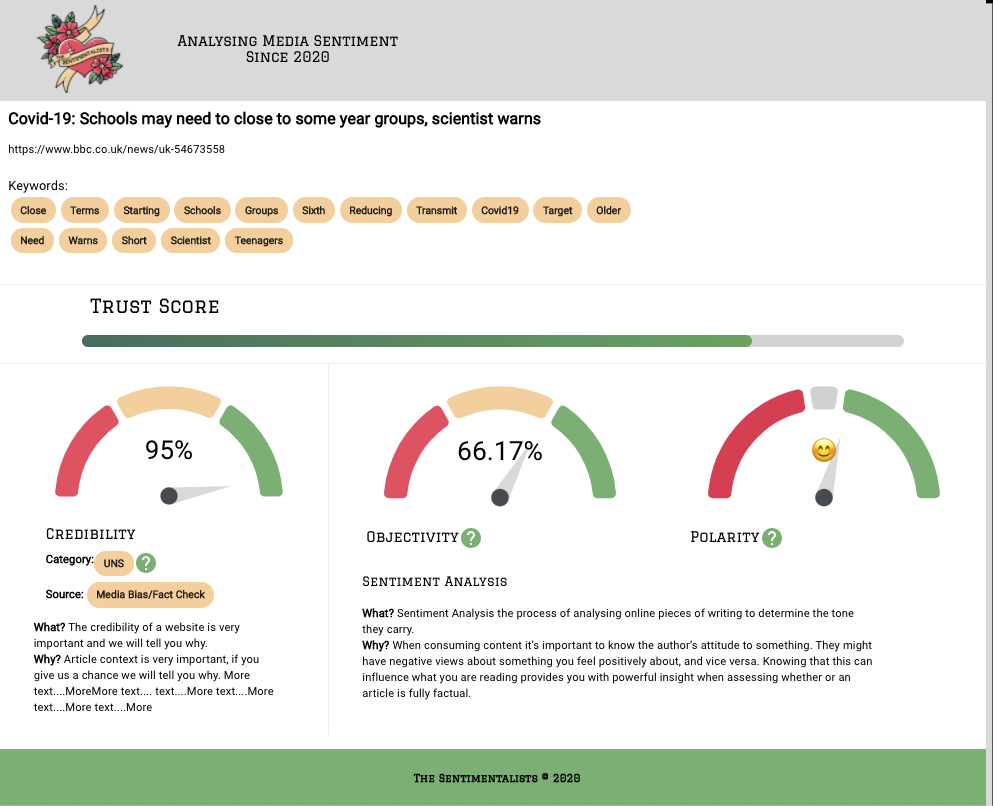 THE SENTIMENTALISTS
Analysing Media Sentiment
Since 2020
Covid-19: Schools may need to close to some year groups, scientist warns
https://www.bbc.co.uk/news/uk-54673558
Keywords:
Close Terms Starting Schools Groups Sixth Reducing Transmit Covid19 Target Older
Need Warns Short Scientist Teenagers
Trust Score
95%
66.17%
Credibility
Category: UNS ?
Source: Media Bias/Fact Check
What? The credibility of a website is very
important and we will tell you why.
Why? Article context is very important, if you
give us a chance we will tell you why. More
text....MoreMore text.... text....More text....More
text....More text....More
Objectivity ?
Polarity ?
Sentiment Analysis
What? Sentiment Analysis the process of analysing online pieces of writing to determine the tone
they carry.
Why? When consuming content it's important to know the author's attitude to something. They might
have negative views about something you feel positively about, and vice versa. Knowing that this can
influence what you are reading provides you with powerful insight when assessing whether or an
article is fully factual.
The Sentimentalists © 2020